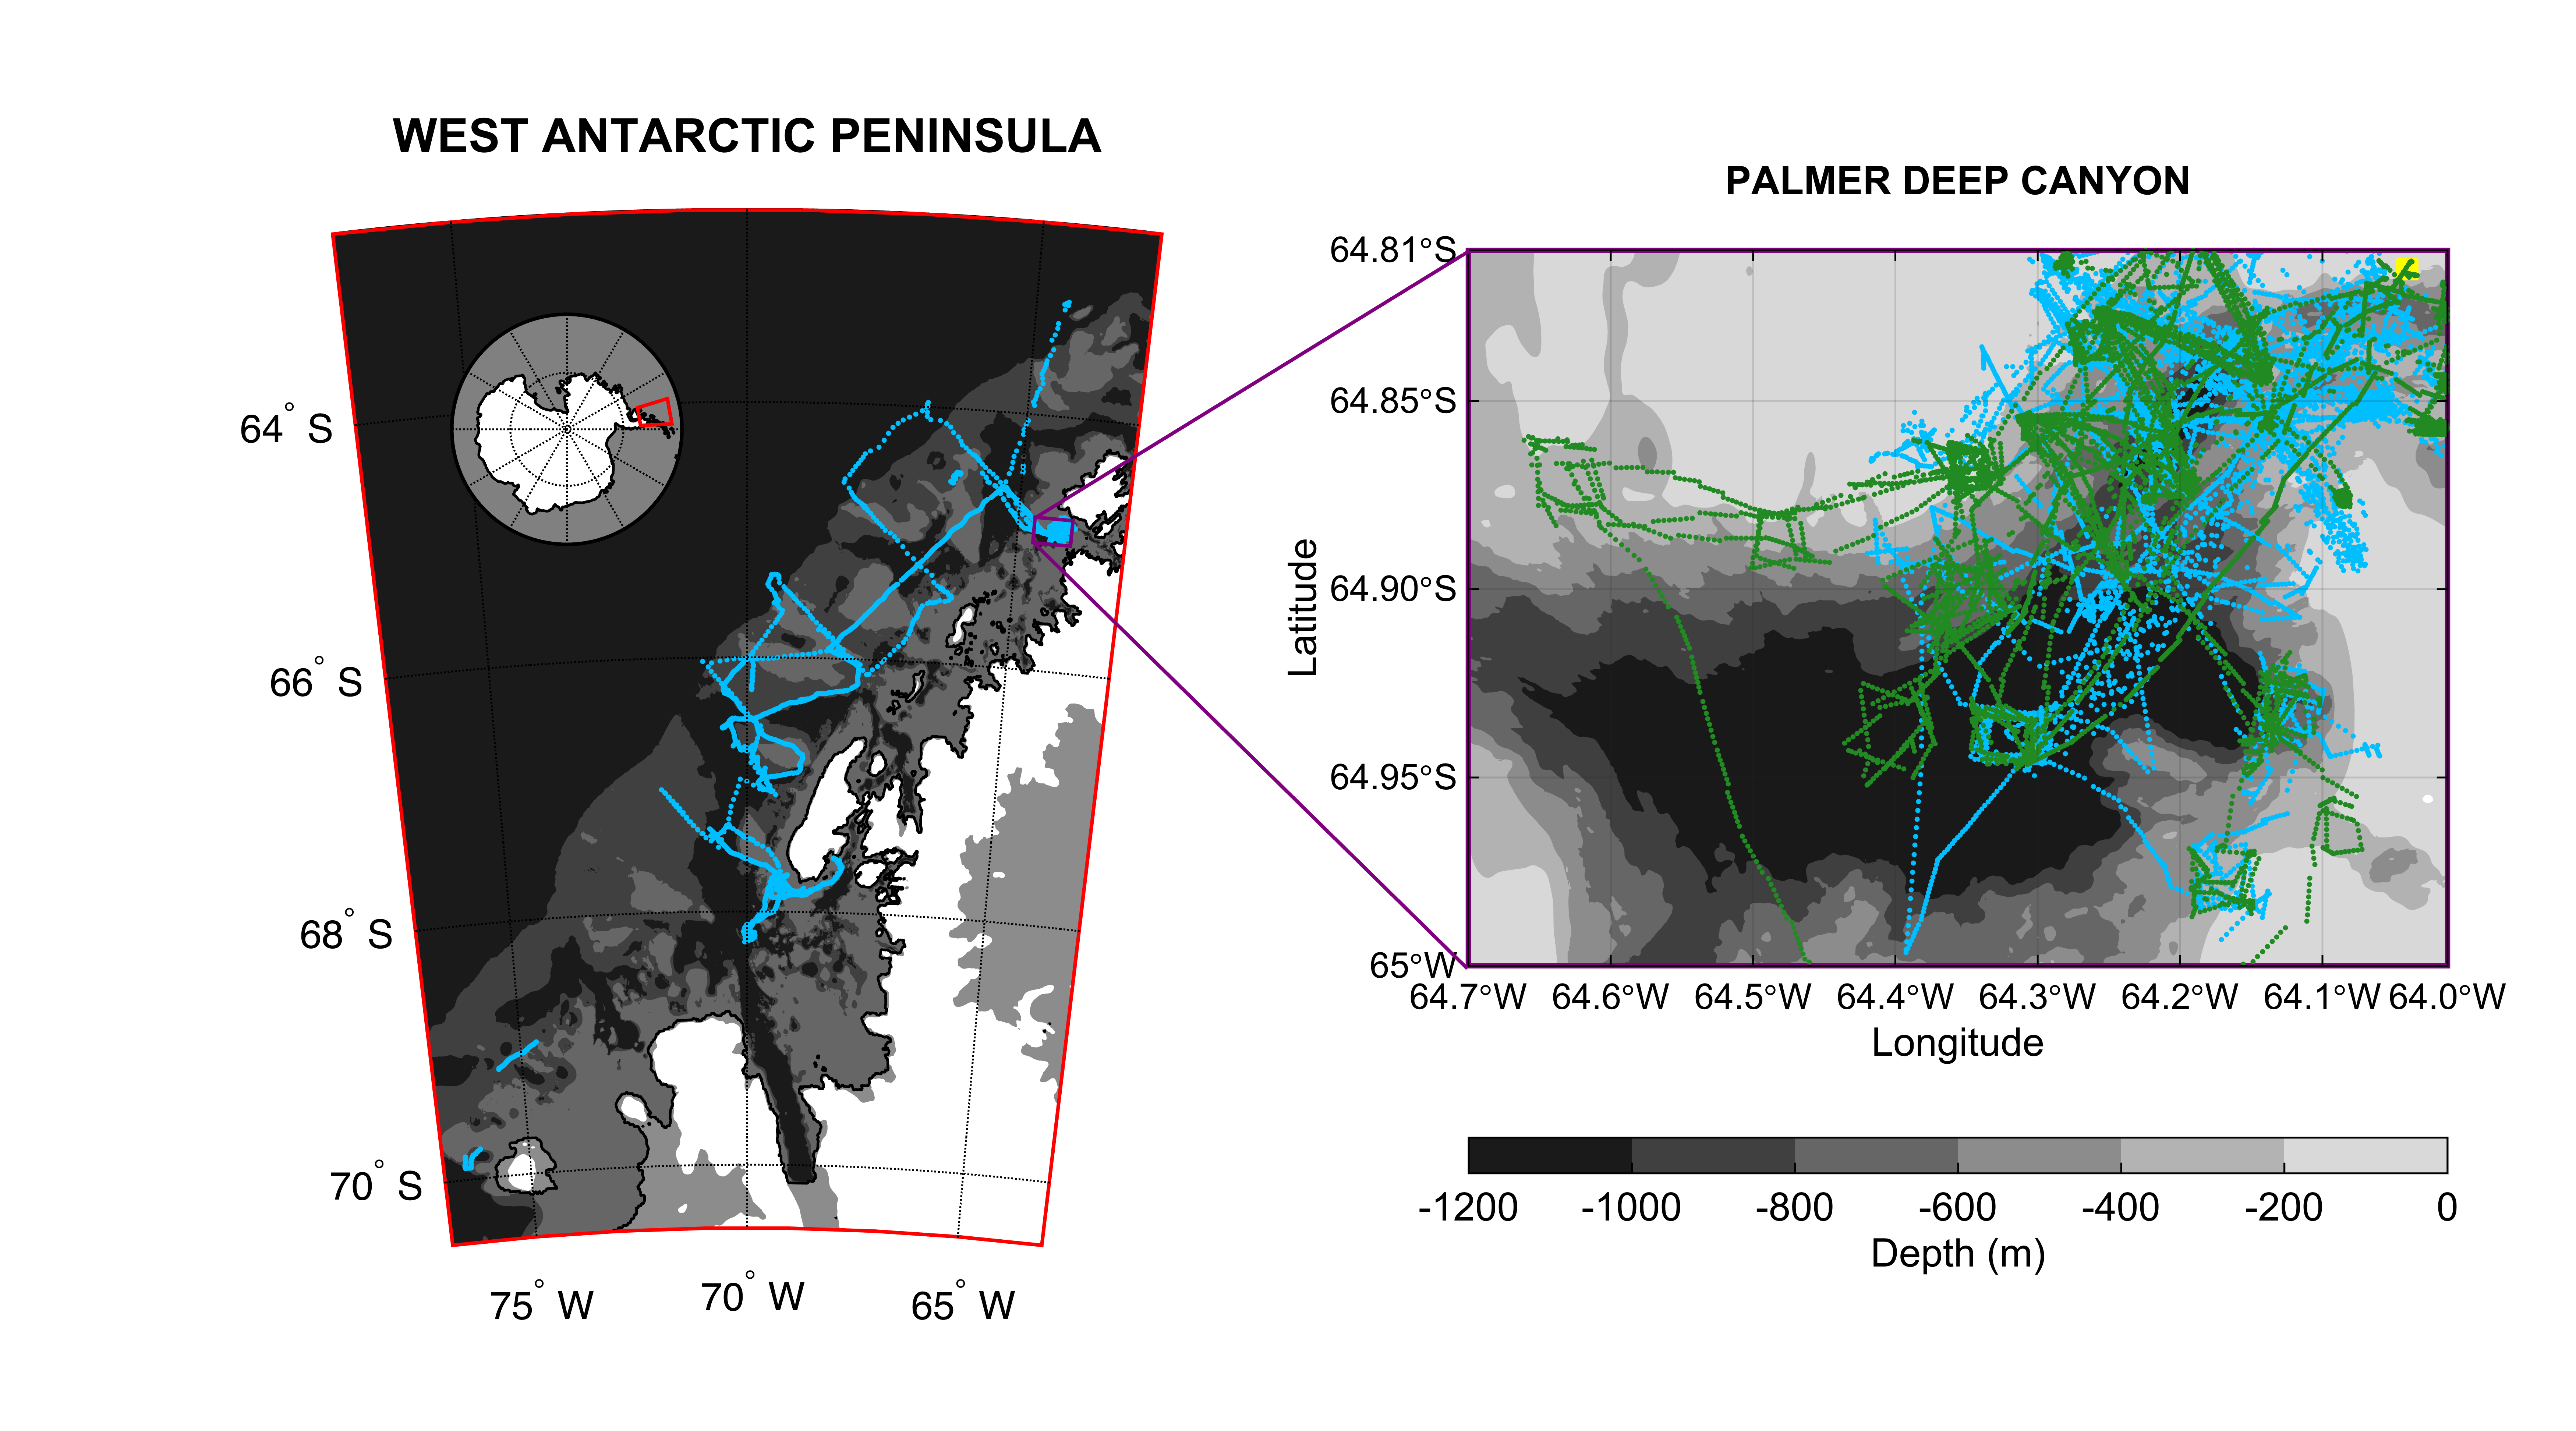 WEST ANTARCTIC PENINSULA
64° S
66° S
68° S
70° S
75° W
70° W
65° W
PALMER DEEP CANYON
64.81°S
64.85°S
64.90°S
64.95°S
65°W
Latitude
64.7°W 64.6°W 64.5°W 64.4°W 64.3°W 64.2°W 64.1°W 64.0°W
Longitude
-1200 -1000 -800 -600 -400 -200 0
Depth (m)